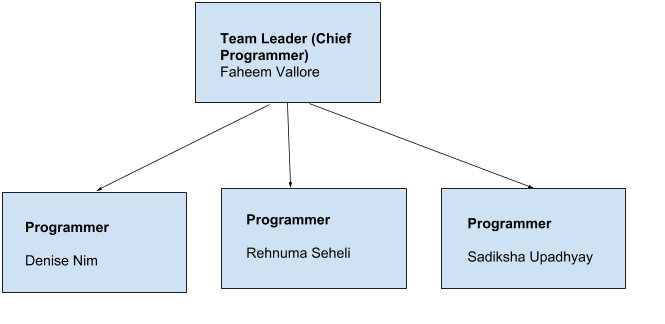 Team Leader (Chief
Programmer)
Faheem Vallore
Programmer
Denise Nim
Programmer
Rehnuma Seheli
Programmer
Sadiksha Upadhyay